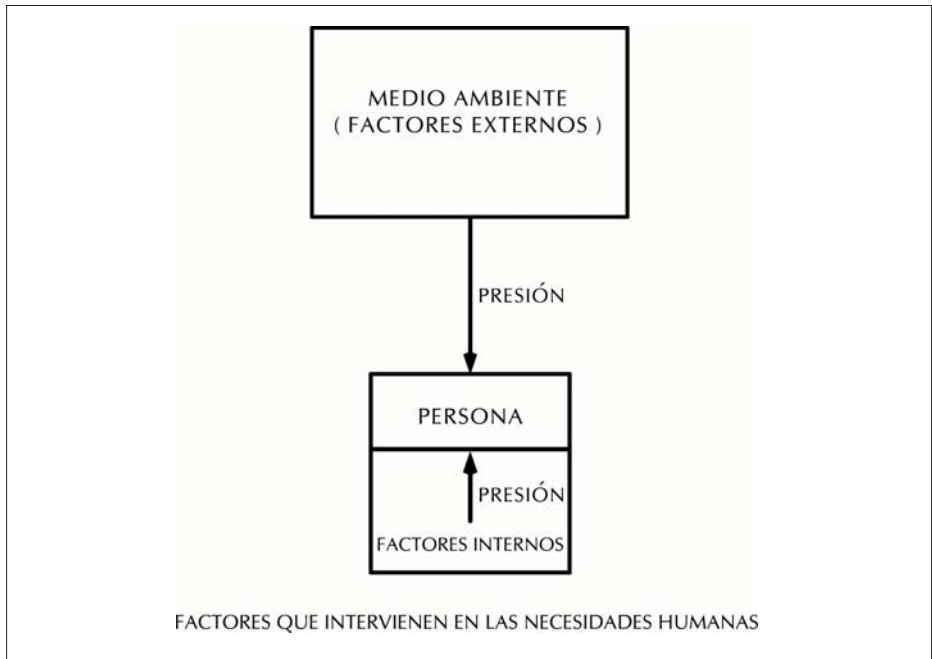 MEDIO AMBIENTE
( FACTORES EXTERNOS )
PRESIÓN
PERSONA
PRESIÓN
FACTORES INTERNOS
FACTORES QUE INTERVIENEN EN LAS NECESIDADES HUMANAS